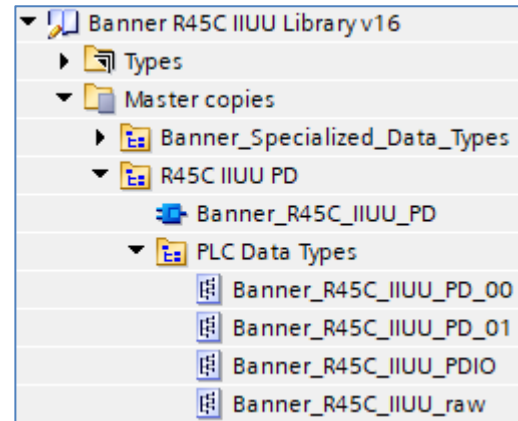 Banner R45C IIUU Library v16
Types
Master copies
Banner_Specialized_Data_Types
R45C IIUU PD
Banner_R45C_IIUU_PD
PLC Data Types
Banner_R45C_IIUU_PD_00
Banner_R45C_IIUU_PD_01
Banner_R45C_IIUU_PDIO
Banner_R45C_IIUU_raw